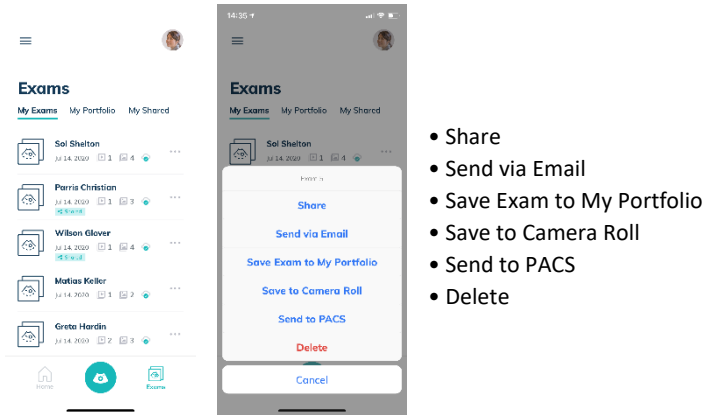 Exams
My Exams My Portfolio My Shared
Sol Shelton
Jul 14, 2020 1 4
Parris Christian
Jul 14, 2020 1 3
Shared
Wilson Glover
Jul 14, 2020 1 4
Shared
Matias Keller
Jul 14, 2020 1 2
Greta Hardin
Jul 14, 2020 2 3
Home Exams
14:35
Exams
My Exams My Portfolio My Shared
Sol Shelton
Jul 14, 2020 1 4
Share
Send via Email
Save Exam to My Portfolio
Save to Camera Roll
Send to PACS
Delete
Cancel
• Share
• Send via Email
• Save Exam to My Portfolio
• Save to Camera Roll
• Send to PACS
• Delete